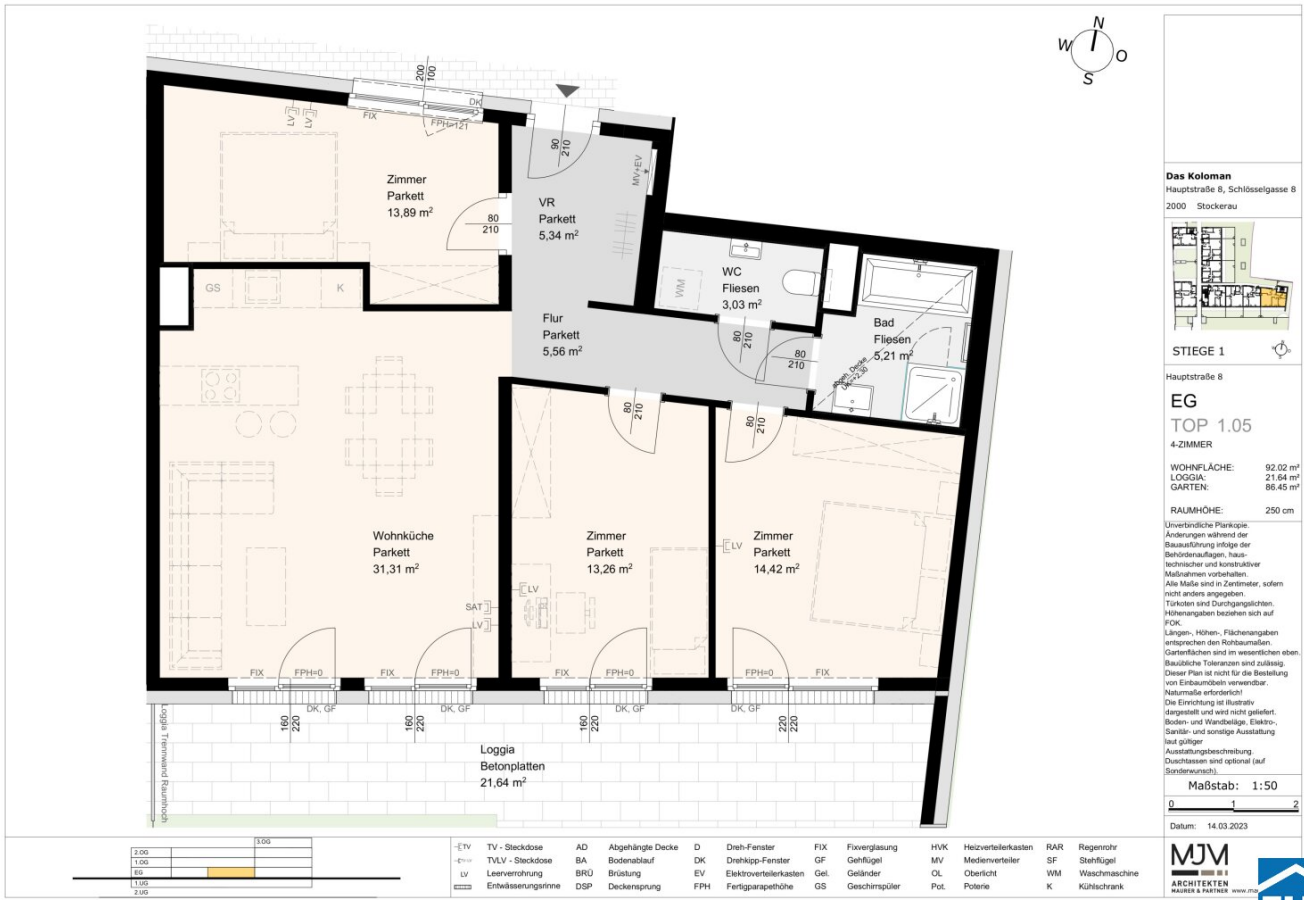 N
W
O
S
200
100
DK
FIX
FPH=121
LV
LV
90
210
MV+EV
Zimmer
Parkett
13,89 m²
80
210
VR
Parkett
5,34 m²
WC
Fliesen
3,03 m²
WM
GS
K
Flur
Parkett
5,56 m²
80
210
80
210
Bad
Fliesen
5,21 m²
abgeh. Decke
80
210
80
210
Wohnküche
Parkett
31,31 m²
Zimmer
Parkett
13,26 m²
Zimmer
Parkett
14,42 m²
LV
LV
SAT
LV
FIX
FPH=0
FIX
FPH=0
FIX
FPH=0
FPH=0
FIX
DK, GF
DK, GF
DK, GF
DK, GF
160
220
160
220
160
220
220
220
Loggia Trennwand Raumhoch
Loggia
Betonplatten
21,64 m²
Das Koloman
Hauptstraße 8, Schlösselgasse 8
2000 Stockerau
STIEGE 1
Hauptstraße 8
EG
TOP 1.05
4-ZIMMER
WOHNFLÄCHE: 92.02 m²
LOGGIA: 21.64 m²
GARTEN: 86.45 m²
RAUMHÖHE: 250 cm
Unverbindliche Plankopie.
Änderungen während der
Bauausführung infolge der
Behördenauflagen, haus-
technischer und konstruktiver
Maßnahmen vorbehalten.
Alle Maße sind in Zentimeter, sofern
nicht anders angegeben.
Türkoten sind Durchgangslichten.
Höhenangaben beziehen sich auf
FOK.
Längen-, Höhen-, Flächenangaben
entsprechen den Rohbaumaßen.
Gartenflächen sind im wesentlichen eben.
Bauübliche Toleranzen sind zulässig.
Dieser Plan ist nicht für die Bestellung
von Einbaumöbeln verwendbar.
Naturmaße erforderlich!
Die Einrichtung ist illustrativ
dargestellt und wird nicht geliefert.
Boden- und Wandbeläge, Elektro-,
Sanitär- und sonstige Ausstattung
laut gültiger
Ausstattungsbeschreibung.
Duschtassen sind optional (auf
Sonderwunsch).
Maßstab: 1:50
0 1 2
Datum: 14.03.2023
MJM
ARCHITEKTEN
MAURER & PARTNER
3.OG
2.OG
1.OG
EG
1.UG
2.UG
TV TV - Steckdose AD Abgehängte Decke D Dreh-Fenster FIX Fixverglasung HVK Heizverteilerkasten RAR Regenrohr
TVLV - Steckdose BA Bodenablauf DK Drehkipp-Fenster GF Gehflügel MV Medienverteiler SF Stehflügel
LV Leerverrohrung BRÜ Brüstung EV Elektroverteilerkasten Gel. Geländer OL Oberlicht WM Waschmaschine
Entwässerungsrinne DSP Deckensprung FPH Fertigparapethöhe GS Geschirrspüler Pot. Poterie K Kühlschrank